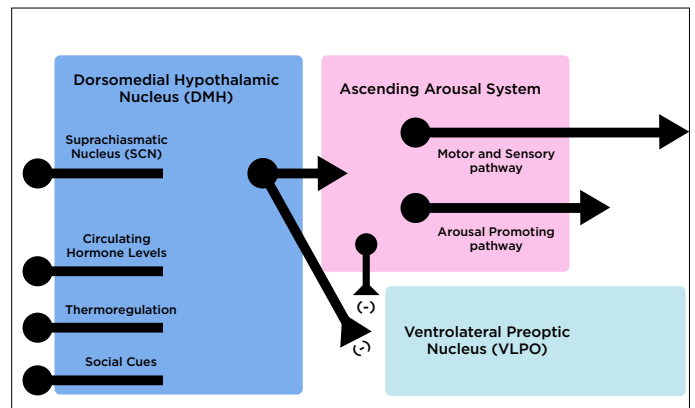 Dorsomedial Hypothalamic
Nucleus (DMH)
Suprachiasmatic
Nucleus (SCN)
Circulating
Hormone Levels
Thermoregulation
Social Cues
Ascending Arousal System
Motor and Sensory
pathway
Arousal Promoting
pathway
(-)
(-)
Ventrolateral Preoptic
Nucleus (VLPO)